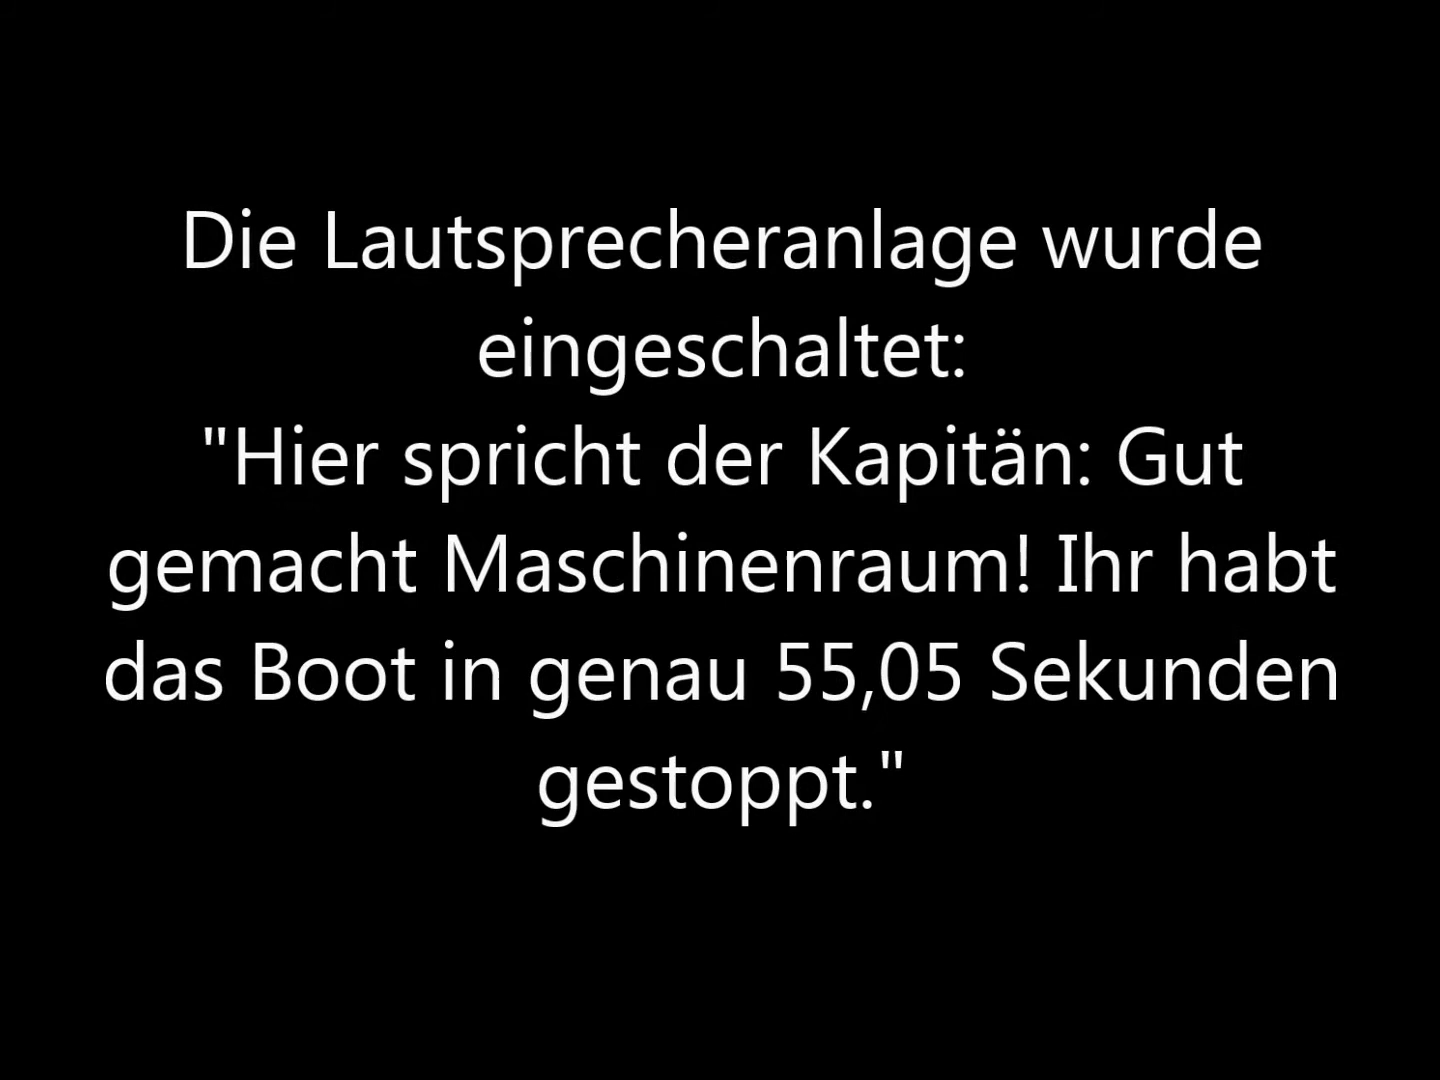 Die Lautsprecheranlage wurde
eingeschaltet:
"Hier spricht der Kapitän: Gut
gemacht Maschinenraum! Ihr habt
das Boot in genau 55,05 Sekunden
gestoppt."